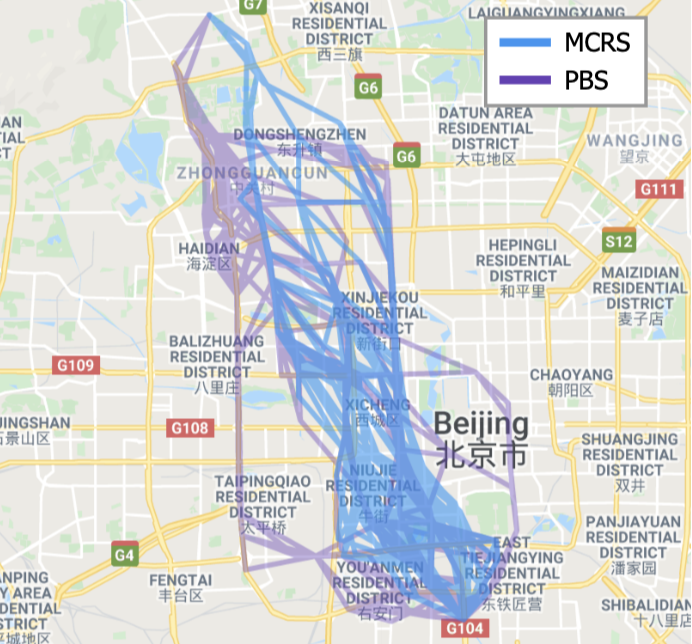 G7
XISANQI
RESIDENTIAL
DISTRICT
西三旗
LAIGUANGYINGXIANG
MCRS
PBS
G6
DATUN AREA
RESIDENTIAL
DISTRICT
大屯地区
DONGSHENGZHEN
东升镇
G6
WANGJING
望京
ZHONGGUANCUN
中关村
G111
HAIDIAN
海淀区
HEPINGLI
RESIDENTIAL
DISTRICT
和平里
S12
MAIZIDIAN
RESIDENTIAL
DISTRICT
麦子店
XINJIEKOU
RESIDENTIAL
DISTRICT
新街口
BALIZHUANG
RESIDENTIAL
DISTRICT
八里庄
G109
CHAOYANG
朝阳区
XICHENG
西城区
Beijing
北京市
JINGSHAN
石景山区
G108
SHUANGJING
RESIDENTIAL
DISTRICT
双井
NIUJIE
RESIDENTIAL
DISTRICT
牛街
TAIPINGQIAO
RESIDENTIAL
DISTRICT
太平桥
PANJIAYUAN
RESIDENTIAL
DISTRICT
潘家园
G4
EAST
TIEJIANGYING
RESIDENTIAL
DISTRICT
东铁匠营
YOU'ANMEN
RESIDENTIAL
DISTRICT
右安门
FENGTAI
丰台区
SHIBALIDIAN
十八里店
G104